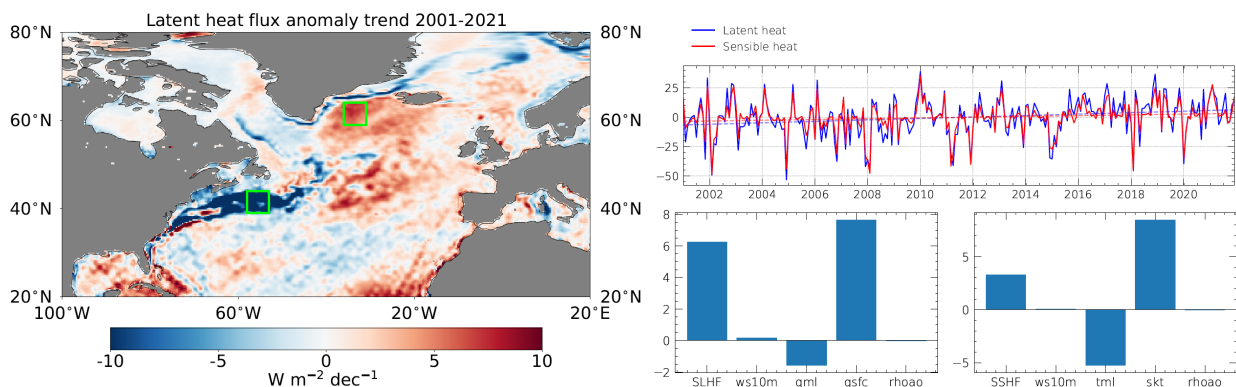 Latent heat flux anomaly trend 2001-2021
80°N
60°N
40°N
20°N
80°N
60°N
40°N
20°N
100°W
60°W
20°W
20°E
-10
-5
0
5
10
W m−2 dec−1
Latent heat
Sensible heat
25
0
−25
−50
2002
2004
2006
2008
2010
2012
2014
2016
2018
2020
8
6
4
2
0
−2
SLHF
ws10m
qml
qsfc
rhoao
5
0
−5
SSHF
ws10m
tml
skt
rhoao